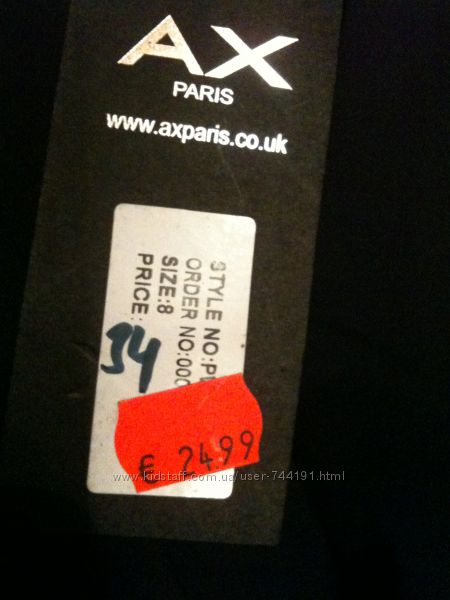 AX
PARIS
www.axparis.co.uk
STYLE NO:
ORDER NO:000
SIZE:8
PRICE:
34
€ 24.99
www.kidstaff.com.ua/user-744191.html